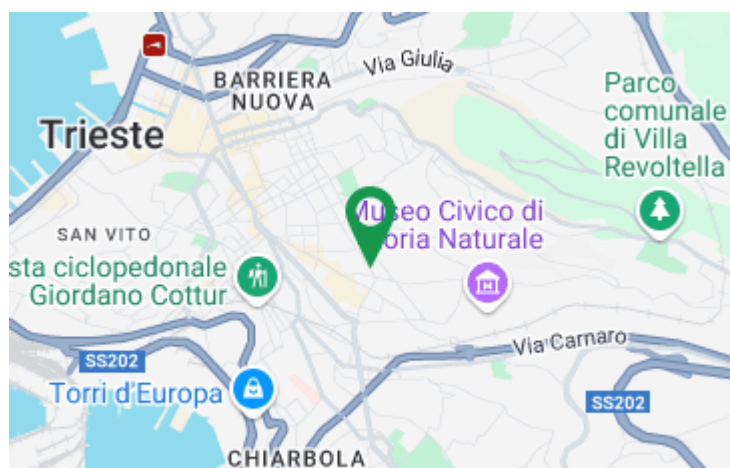 Via Giulia
BARRIERA
NUOVA
Parco
comunale
di Villa
Revoltella
Trieste
Museo Civico di
oria Naturale
SAN VITO
sta ciclopedonale
Giordano Cottur
Via Carnaro
SS202
Torri d'Europa
SS202
CHIARBOLA